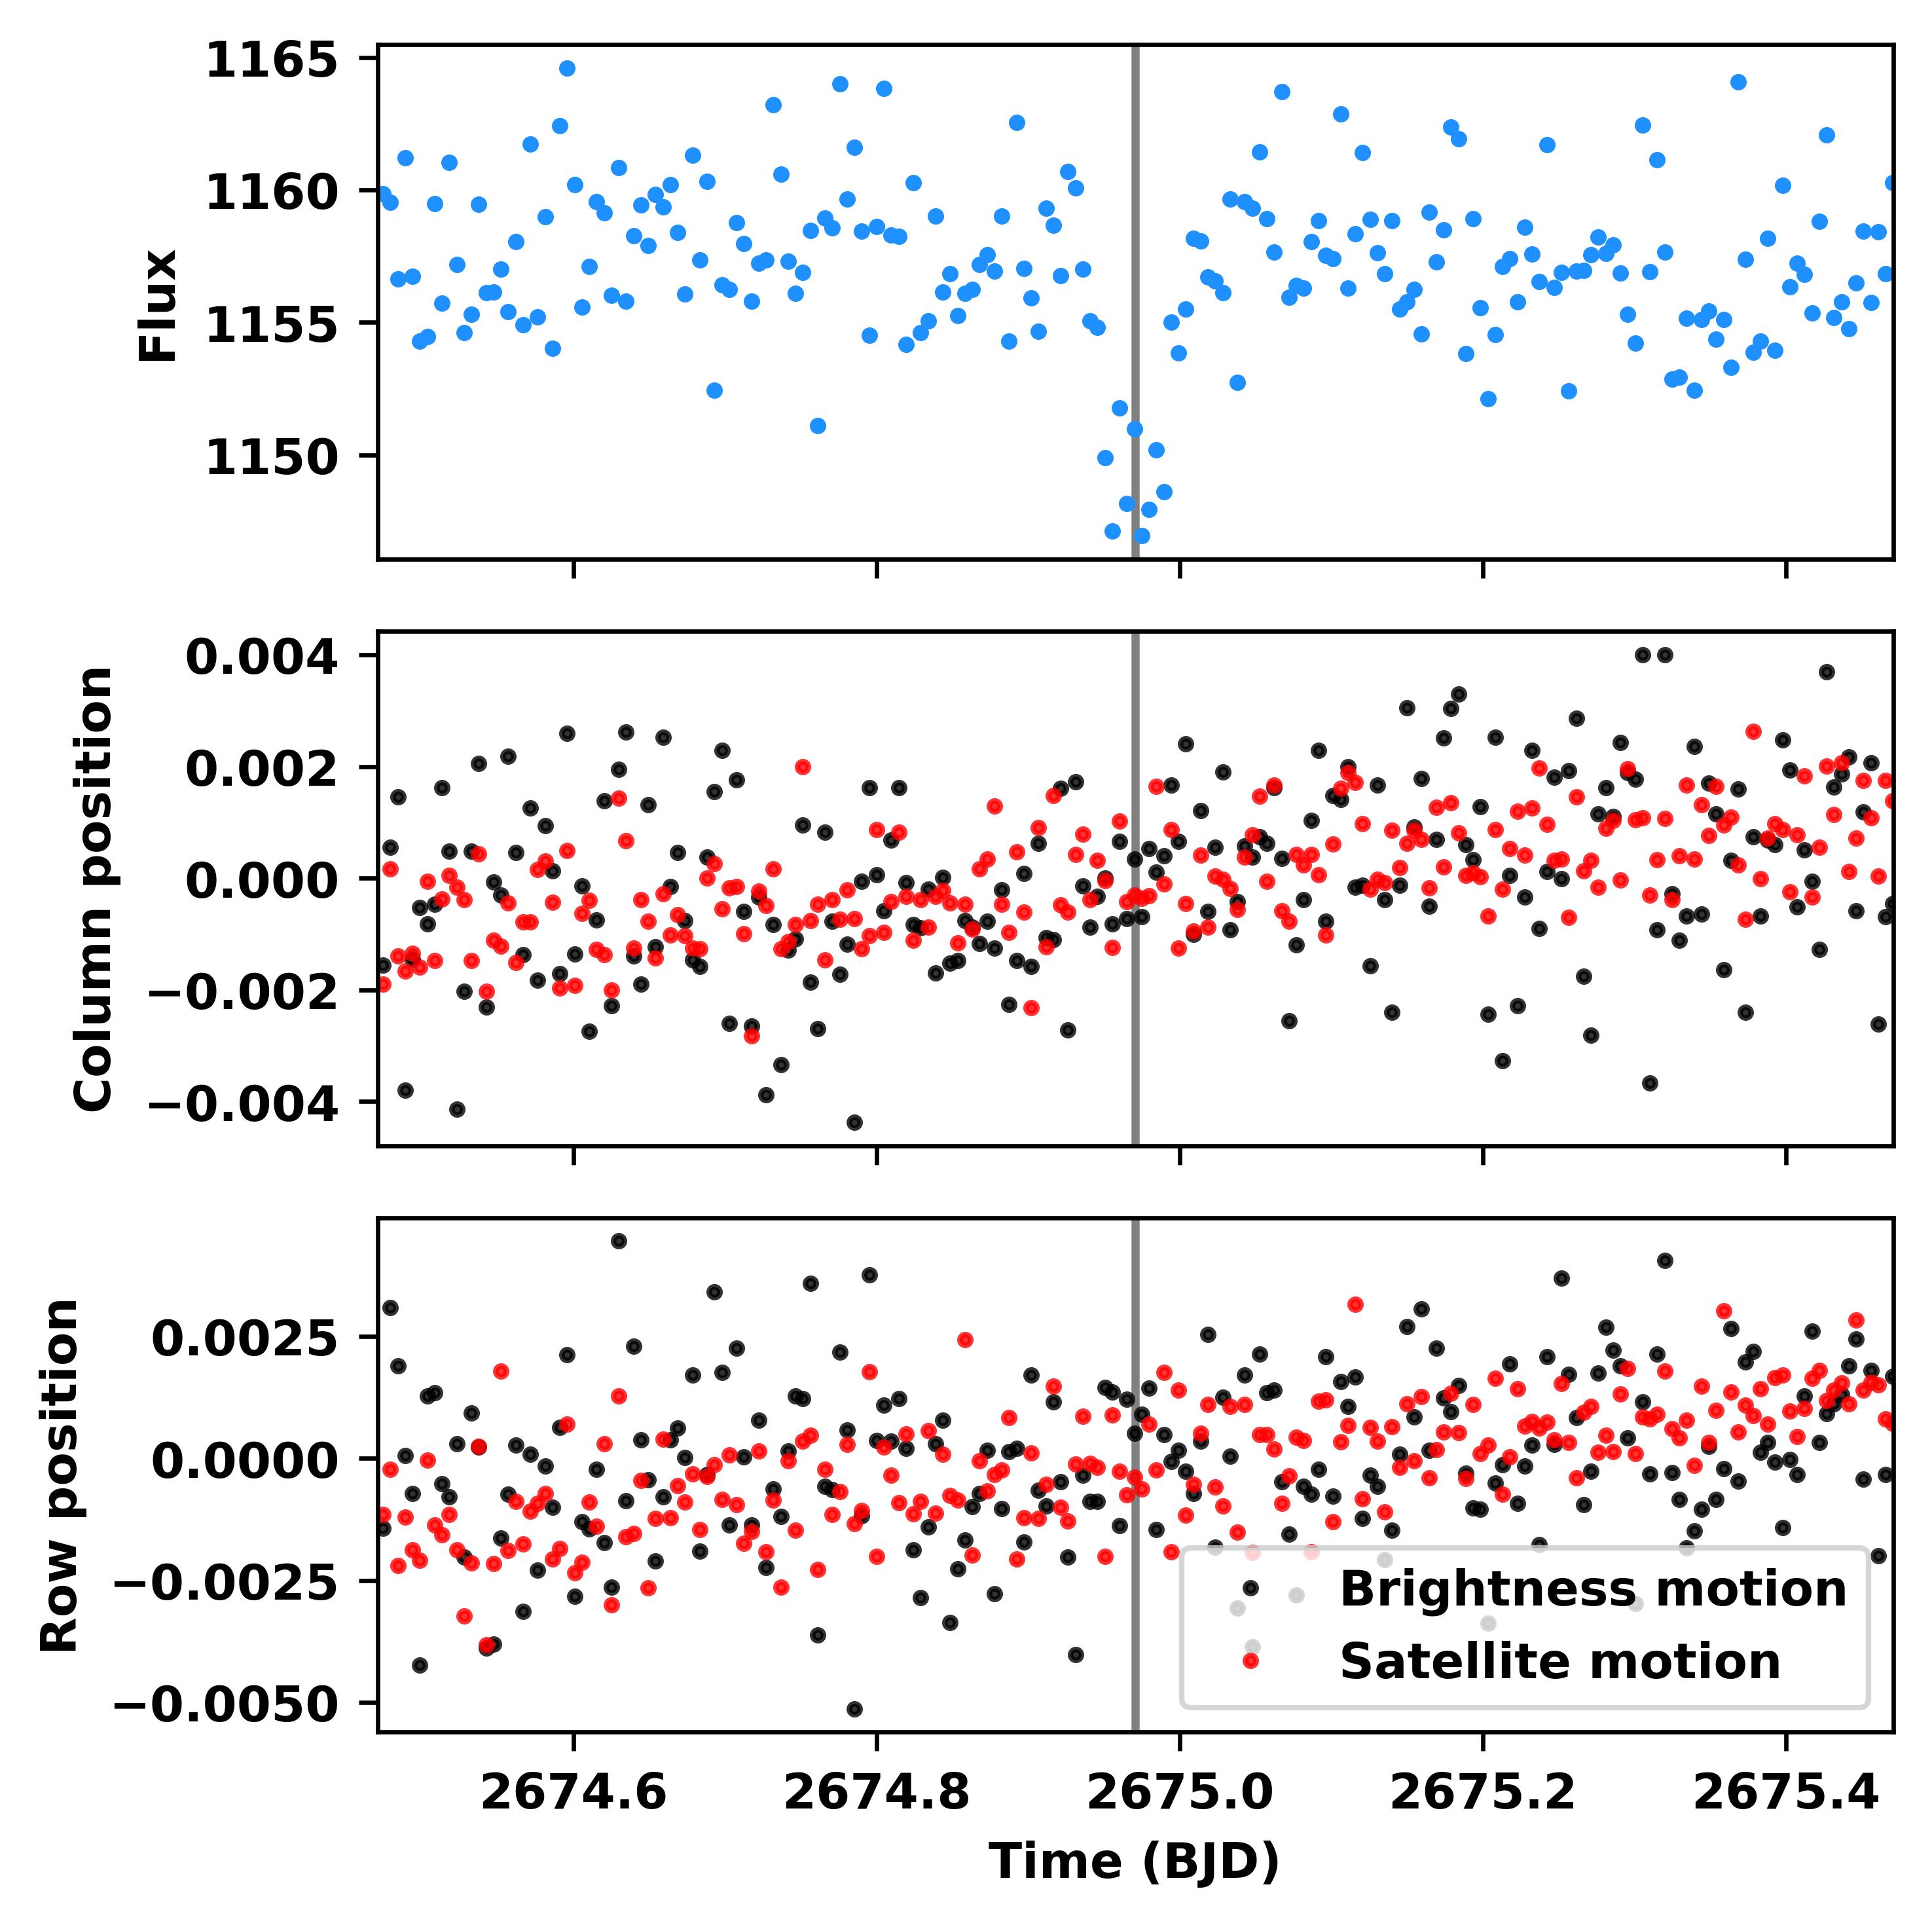 1165
1160
1155
1150
Flux
0.004
0.002
0.000
−0.002
−0.004
Column position
0.0025
0.0000
−0.0025
−0.0050
Row position
Brightness motion
Satellite motion
2674.6 2674.8 2675.0 2675.2 2675.4
Time (BJD)